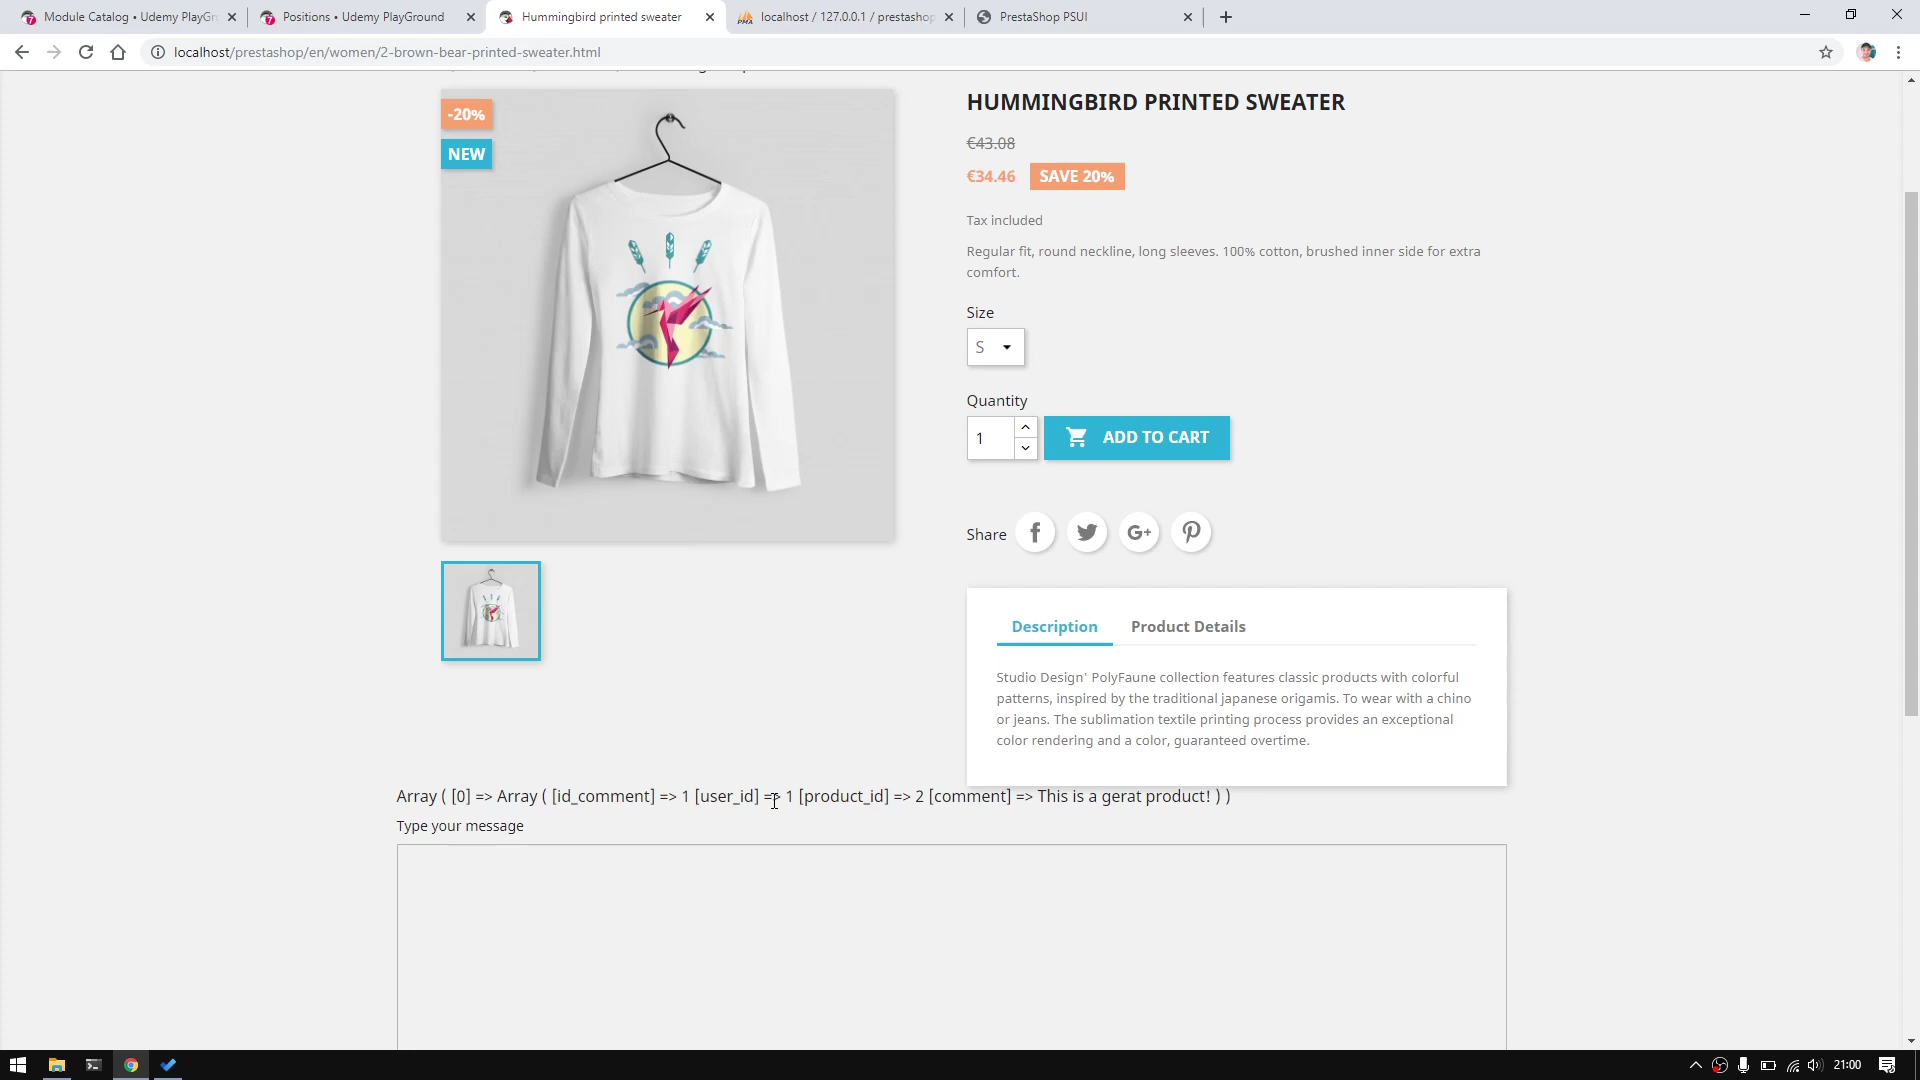 Module Catalog • Udemy PlayGr
Positions • Udemy PlayGround
Hummingbird printed sweater
localhost / 127.0.0.1 / prestashop
PrestaShop PSUI
localhost/prestashop/en/women/2-brown-bear-printed-sweater.html
-20%
NEW
HUMMINGBIRD PRINTED SWEATER
€43.08
€34.46 SAVE 20%
Tax included
Regular fit, round neckline, long sleeves. 100% cotton, brushed inner side for extra
comfort.
Size
S
Quantity
1
ADD TO CART
Share
Description Product Details
Studio Design' PolyFaune collection features classic products with colorful
patterns, inspired by the traditional japanese origamis. To wear with a chino
or jeans. The sublimation textile printing process provides an exceptional
color rendering and a color, guaranteed overtime.
Array ( [0] => Array ( [id_comment] => 1 [user_id] => 1 [product_id] => 2 [comment] => This is a gerat product! ) )
Type your message
21:00